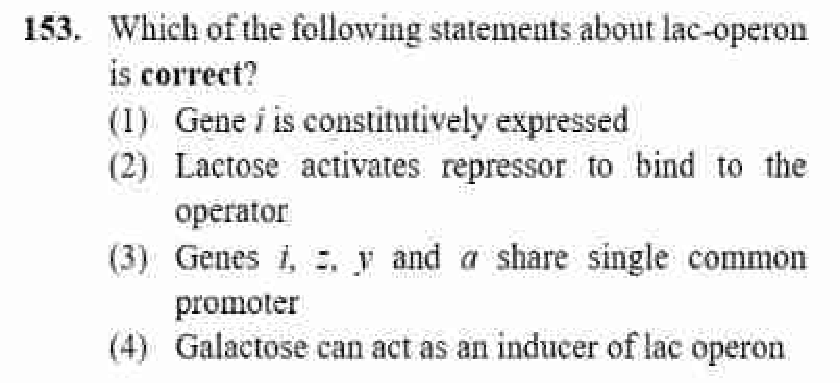 153. Which of the following statements about lac-operon
is correct?
(1) Gene i is constitutively expressed
(2) Lactose activates repressor to bind to the
operator
(3) Genes i, z, y and a share single common
promoter
(4) Galactose can act as an inducer of lac operon